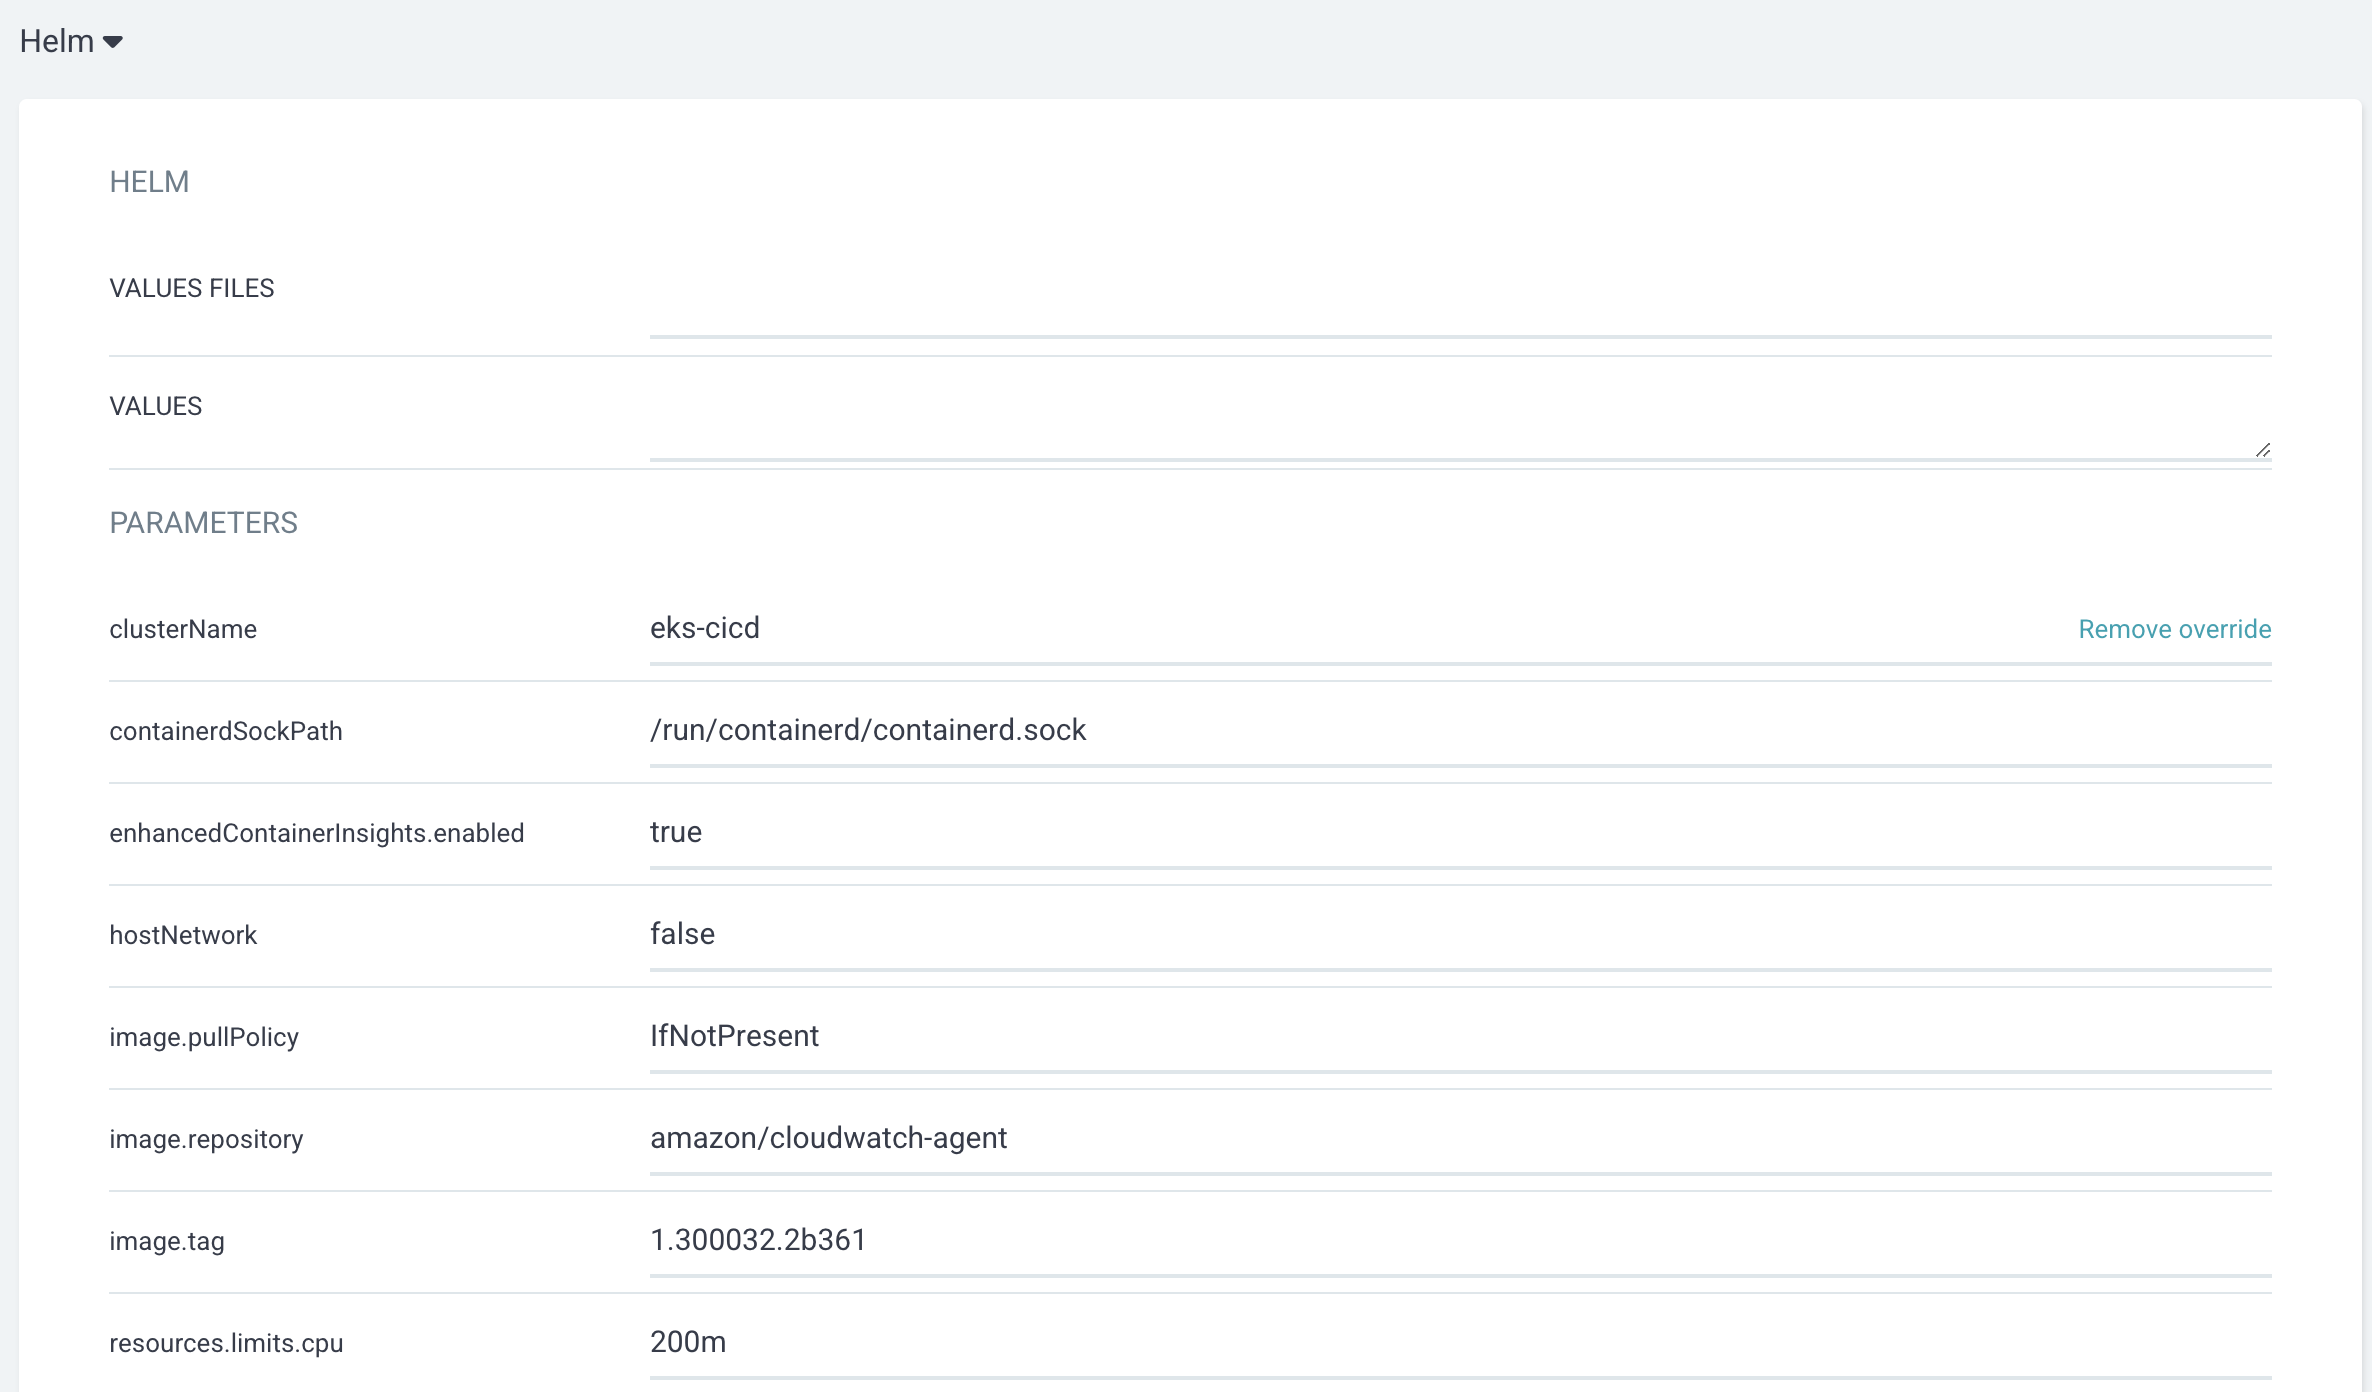 Helm
HELM
VALUES FILES
VALUES
PARAMETERS
clusterName eks-cicd Remove override
containerdSockPath /run/containerd/containerd.sock
enhancedContainerInsights.enabled true
hostNetwork false
image.pullPolicy IfNotPresent
image.repository amazon/cloudwatch-agent
image.tag 1.300032.2b361
resources.limits.cpu 200m